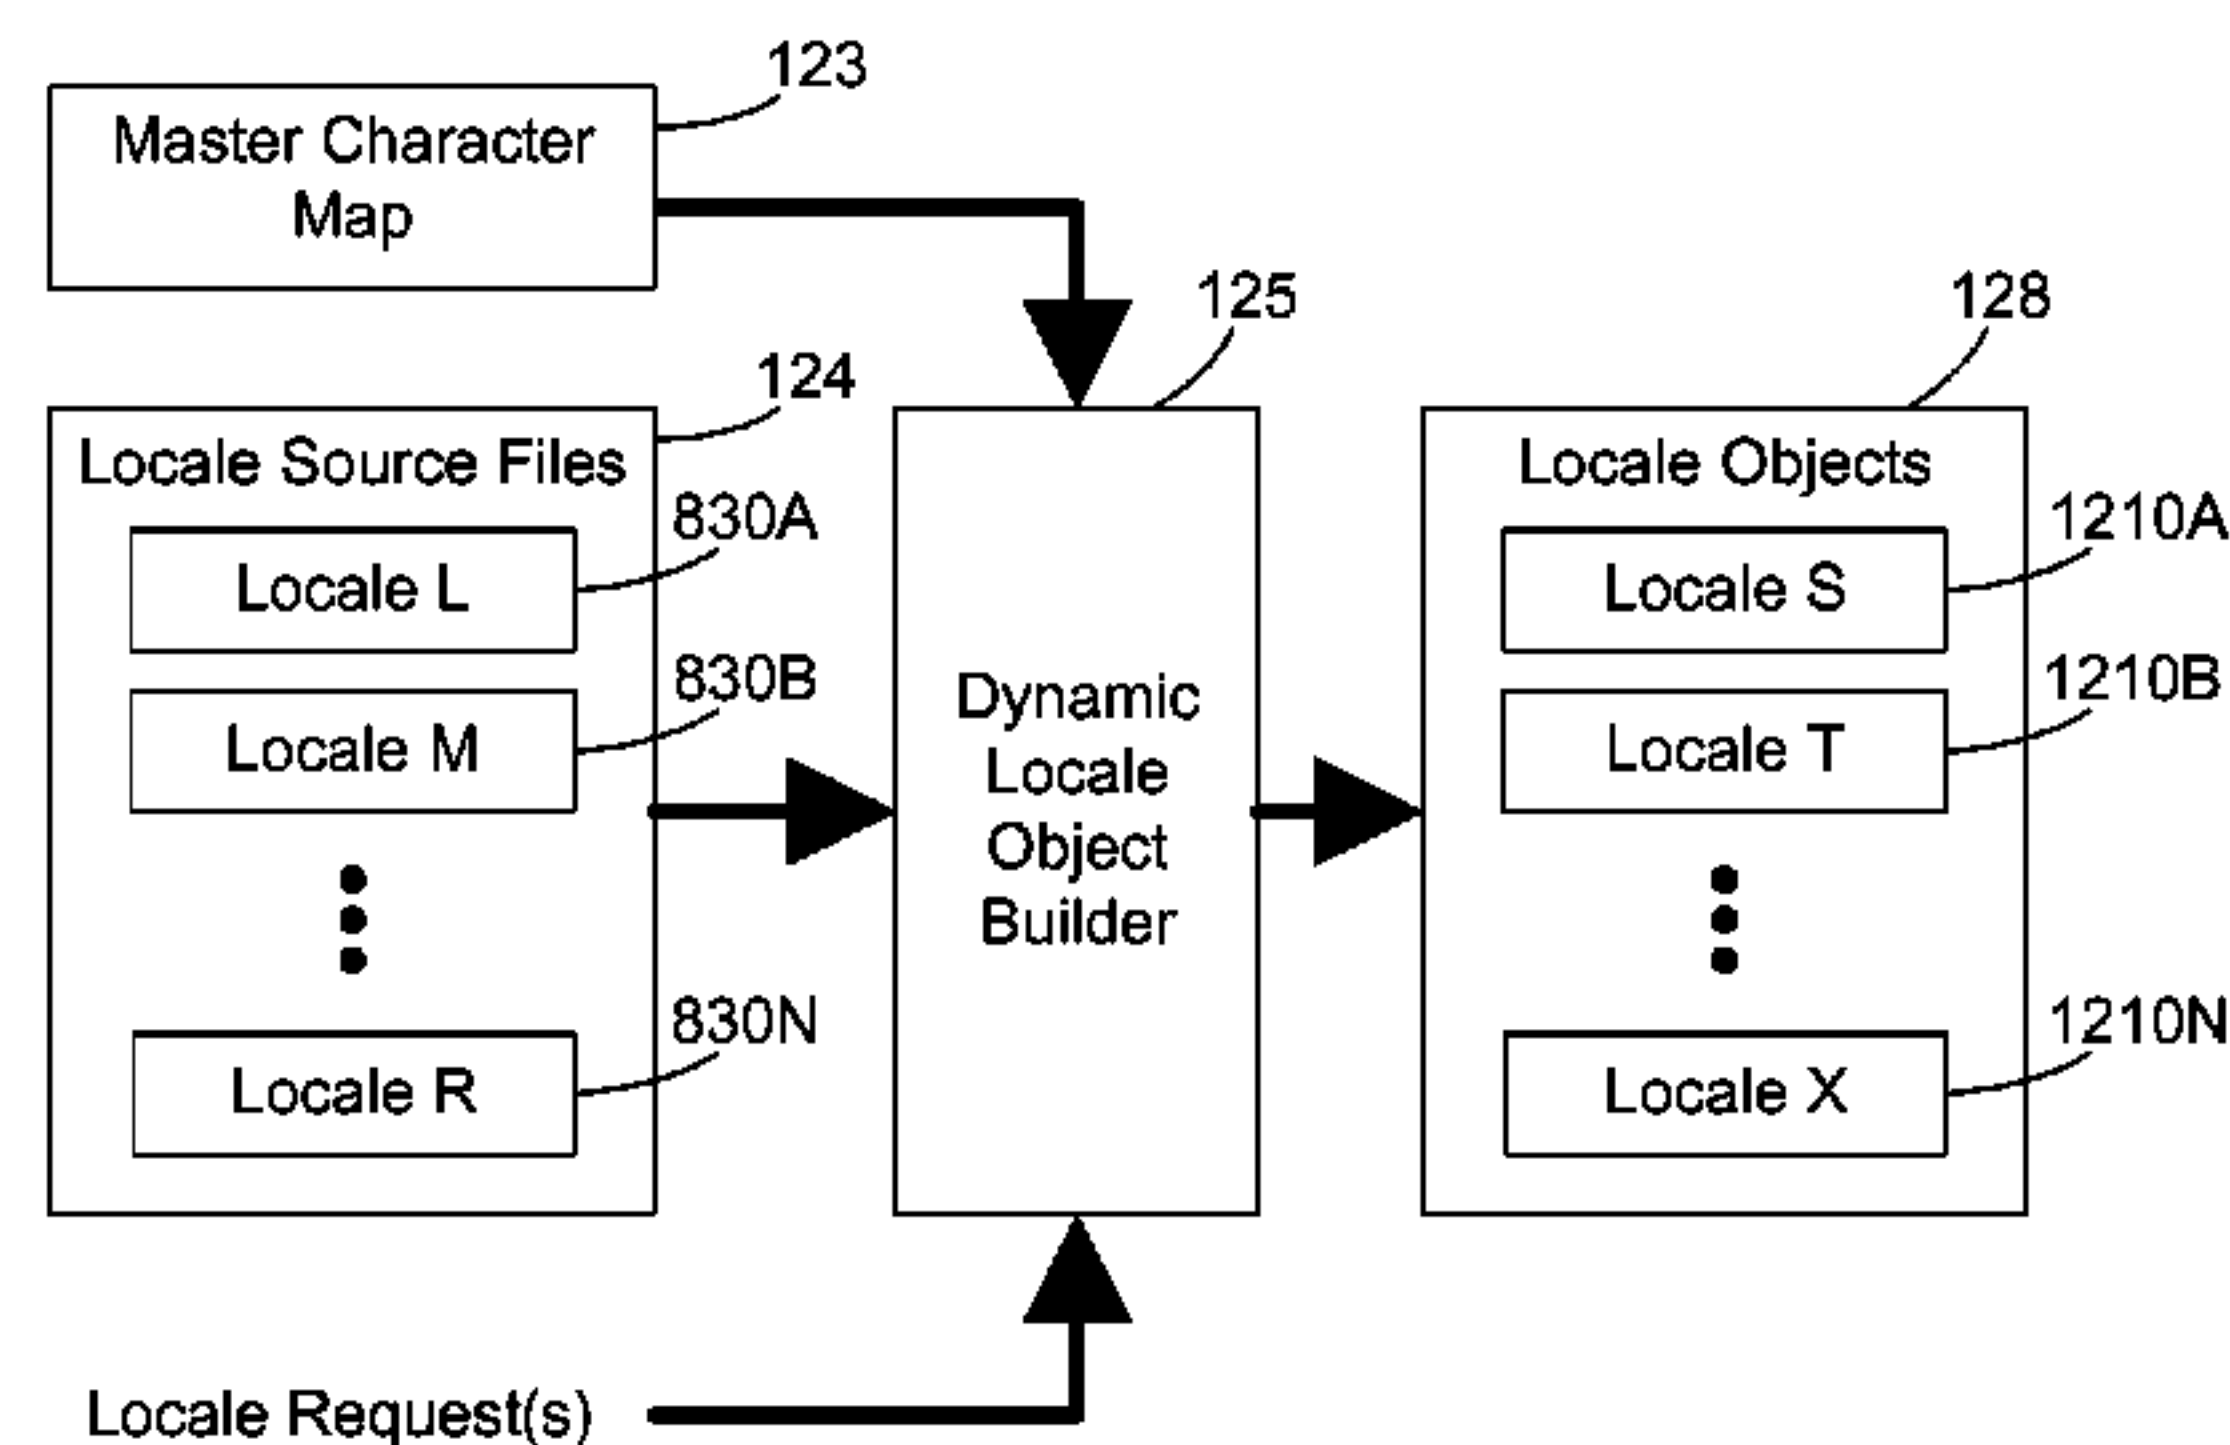 123
Master Character
Map
125
128
124
Locale Source Files
Locale Objects
830A
1210A
Locale L
Locale S
830B
1210B
Locale M
Locale T
Dynamic
Locale
Object
Builder
830N
1210N
Locale R
Locale X
Locale Request(s)